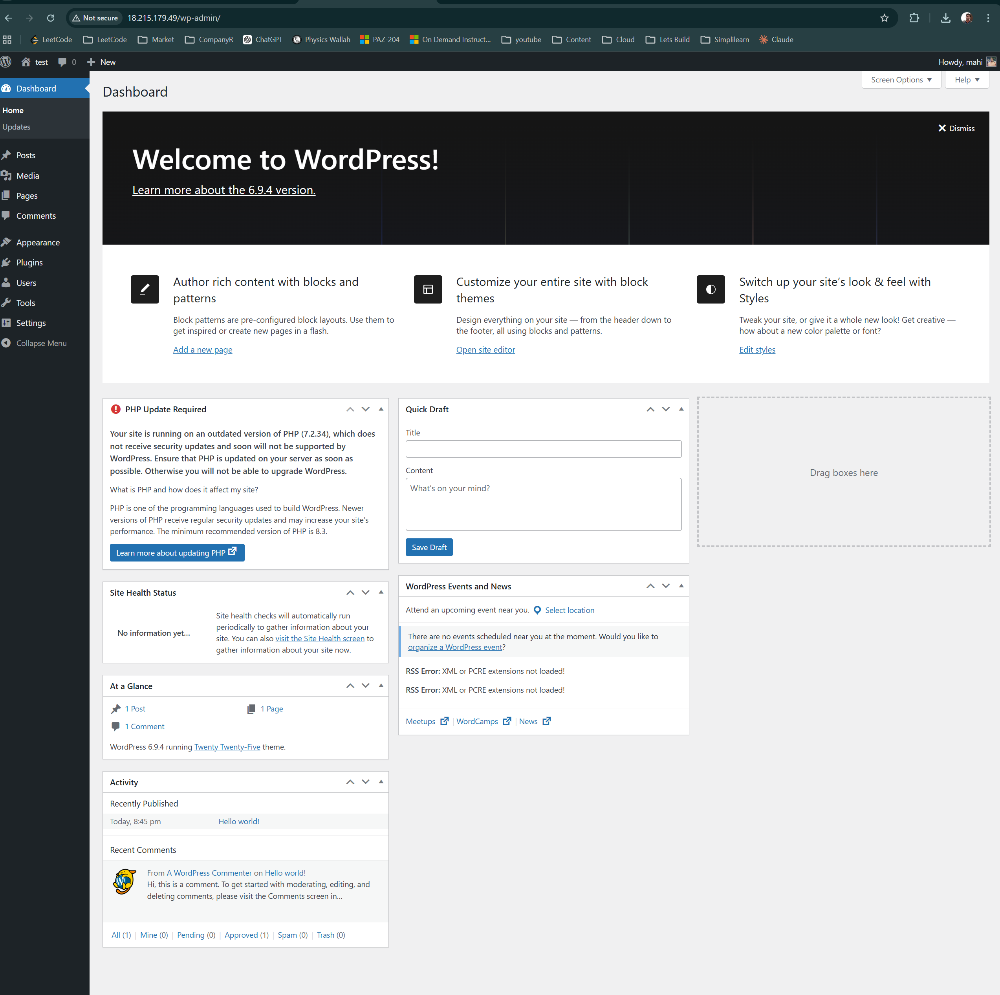 Not secure 18.215.179.49/wp-admin/
LeetCode LeetCode Market CompanyR ChatGPT Physics Wallah PAZ-204 On Demand Instruct... youtube Content Cloud Lets Build Simplilearn Claude
test 0 New Howdy, mahi
Screen Options Help
Dashboard
Home
Updates
Posts
Media
Pages
Comments
Appearance
Plugins
Users
Tools
Settings
Collapse Menu
Dashboard
Dismiss
Welcome to WordPress!
Learn more about the 6.9.4 version.
Author rich content with blocks and
patterns
Block patterns are pre-configured block layouts. Use them to
get inspired or create new pages in a flash.
Add a new page
Customize your entire site with block
themes
Design everything on your site — from the header down to
the footer, all using blocks and patterns.
Open site editor
Switch up your site’s look & feel with
Styles
Tweak your site, or give it a whole new look! Get creative —
how about a new color palette or font?
Edit styles
PHP Update Required
Your site is running on an outdated version of PHP (7.2.34), which does
not receive security updates and soon will not be supported by
WordPress. Ensure that PHP is updated on your server as soon as
possible. Otherwise you will not be able to upgrade WordPress.
What is PHP and how does it affect my site?
PHP is one of the programming languages used to build WordPress. Newer
versions of PHP receive regular security updates and may increase your site’s
performance. The minimum recommended version of PHP is 8.3.
Learn more about updating PHP
Site Health Status
No information yet...
Site health checks will automatically run
periodically to gather information about your
site. You can also visit the Site Health screen to
gather information about your site now.
At a Glance
1 Post 1 Page
1 Comment
WordPress 6.9.4 running Twenty Twenty-Five theme.
Activity
Recently Published
Today, 8:45 pm Hello world!
Recent Comments
From A WordPress Commenter on Hello world!
Hi, this is a comment. To get started with moderating, editing, and
deleting comments, please visit the Comments screen in…
All (1) | Mine (0) | Pending (0) | Approved (1) | Spam (0) | Trash (0)
Quick Draft
Title
Content
What’s on your mind?
Save Draft
WordPress Events and News
Attend an upcoming event near you. Select location
There are no events scheduled near you at the moment. Would you like to
organize a WordPress event?
RSS Error: XML or PCRE extensions not loaded!
RSS Error: XML or PCRE extensions not loaded!
Meetups | WordCamps | News
Drag boxes here